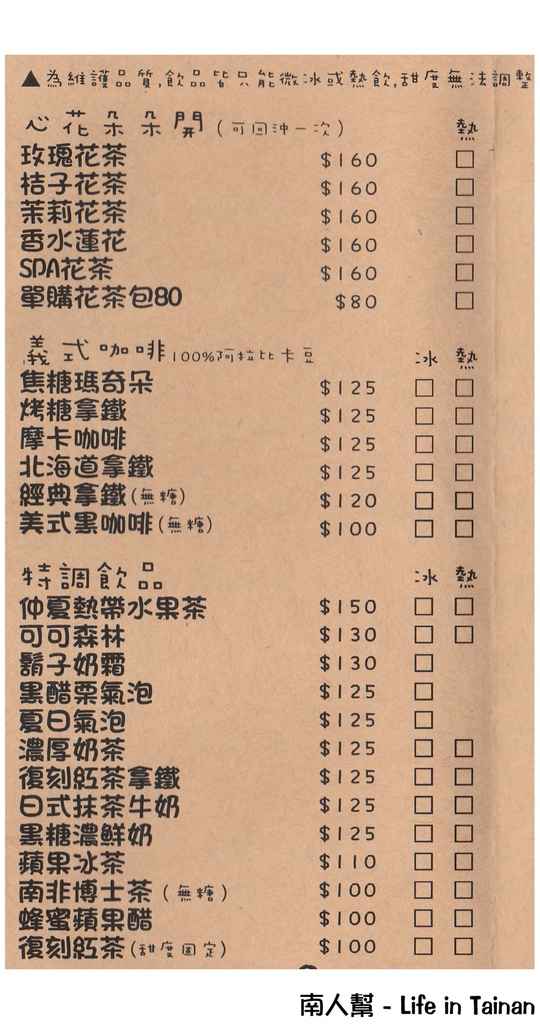 ▲為維護品質,飲品皆只能微冰或熱飲,甜度無法調整
心花朵朵開(可回沖一次) 熱
玫瑰花茶 $160 □
桔子花茶 $160 □
茉莉花茶 $160 □
香水蓮花 $160 □
SPA花茶 $160 □
單購花茶包80 $80 □
義式咖啡100%阿拉比卡豆 冰 熱
焦糖瑪奇朵 $125 □ □
烤糖拿鐵 $125 □ □
摩卡咖啡 $125 □ □
北海道拿鐵 $125 □ □
經典拿鐵(無糖) $120 □ □
美式黑咖啡(無糖) $100 □ □
特調飲品 冰 熱
仲夏熱帶水果茶 $150 □ □
可可森林 $130 □ □
鬍子奶霜 $130 □
黑醋栗氣泡 $125 □
夏日氣泡 $125 □
濃厚奶茶 $125 □ □
復刻紅茶拿鐵 $125 □ □
日式抹茶牛奶 $125 □ □
黑糖濃鮮奶 $125 □ □
蘋果冰茶 $110 □ □
南非博士茶(無糖) $100 □ □
蜂蜜蘋果醋 $100 □ □
復刻紅茶(甜度固定) $100 □ □
南人幫 - Life in Tainan